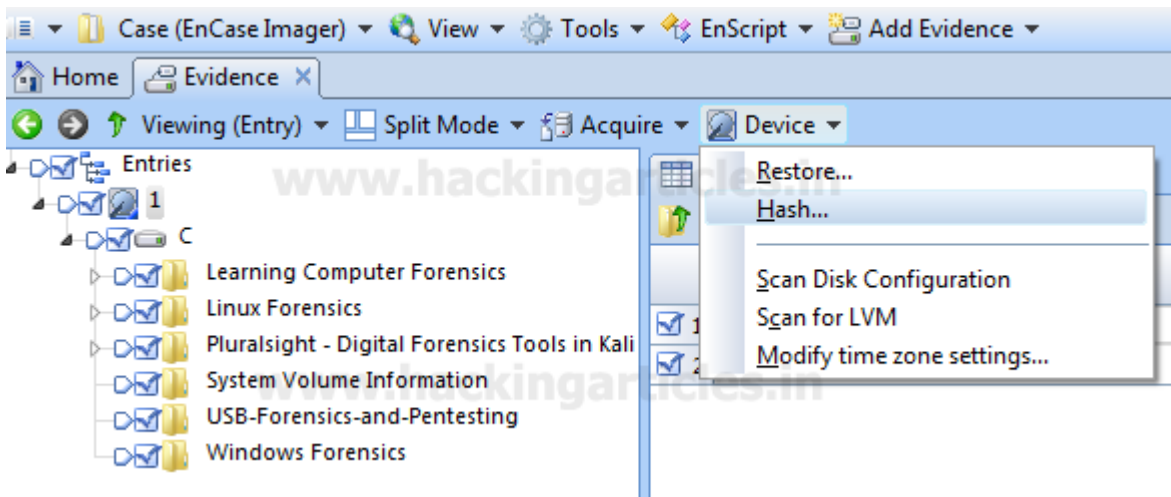 Case (EnCase Imager) View Tools EnScript Add Evidence
Home Evidence
Viewing (Entry) Split Mode Acquire Device
Entries
1
C
Learning Computer Forensics
Linux Forensics
Pluralsight - Digital Forensics Tools in Kali
System Volume Information
USB-Forensics-and-Pentesting
Windows Forensics
Restore...
Hash...
Scan Disk Configuration
Scan for LVM
Modify time zone settings...
1
2
www.hackingarticles.in
www.hackingarticles.in